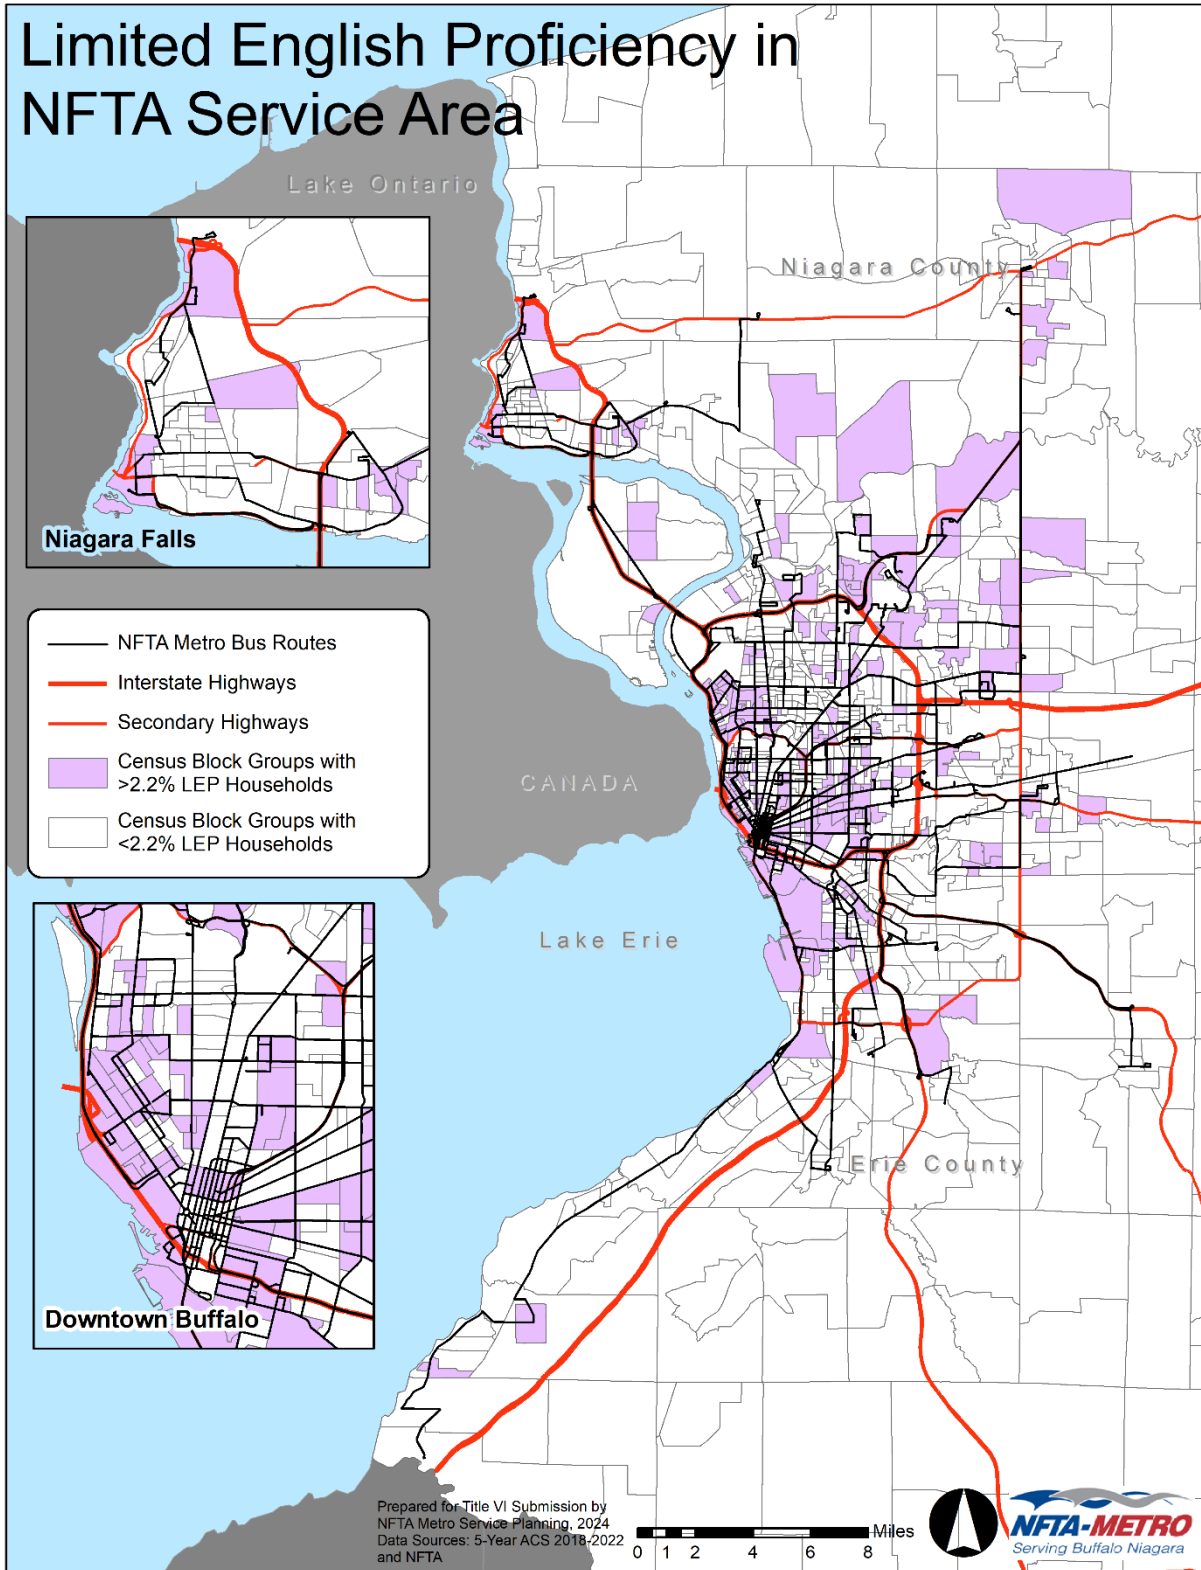 Limited English Proficiency in
NFTA Service Area
Lake Ontario
Niagara County
Niagara Falls
NFTA Metro Bus Routes
Interstate Highways
Secondary Highways
Census Block Groups with
>2.2% LEP Households
Census Block Groups with
<2.2% LEP Households
CANADA
Lake Erie
Erie County
Downtown Buffalo
Prepared for Title VI Submission by
NFTA Metro Service Planning, 2024
Data Sources: 5-Year ACS 2018-2022
and NFTA
Miles
0 1 2 4 6 8
NFTA-METRO
Serving Buffalo Niagara